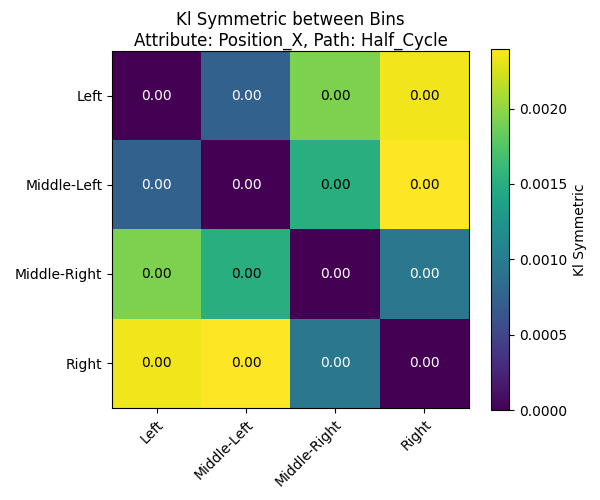 Kl Symmetric between Bins
Attribute: Position_X, Path: Half_Cycle
Left 0.00 0.00 0.00 0.00
Middle-Left 0.00 0.00 0.00 0.00
Middle-Right 0.00 0.00 0.00 0.00
Right 0.00 0.00 0.00 0.00
Left Middle-Left Middle-Right Right
0.0020
0.0015
0.0010
0.0005
0.0000
Kl Symmetric